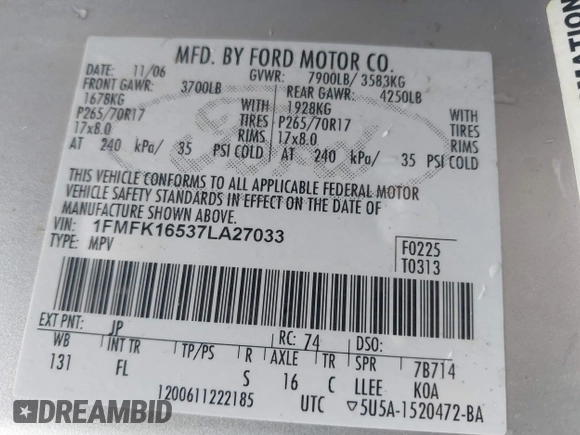 MFD. BY FORD MOTOR CO.
DATE: 11/06 GVWR: 7900LB/ 3583KG
FRONT GAWR: 3700LB REAR GAWR: 4250LB
1678KG WITH 1928KG WITH
P265/70R17 TIRES P265/70R17 TIRES
17x8.0 RIMS 17x8.0 RIMS
AT 240 kPa/ 35 PSI COLD AT 240 kPa/ 35 PSI COLD
THIS VEHICLE CONFORMS TO ALL APPLICABLE FEDERAL MOTOR
VEHICLE SAFETY STANDARDS IN EFFECT ON THE DATE OF
MANUFACTURE SHOWN ABOVE.
VIN: 1FMFK16537LA27033
TYPE: MPV
F0225
T0313
EXT PNT: JP RC: 74 DSO:
WB INT TR TP/PS R AXLE TR SPR 7B714
131 FL S 16 C LLEE KOA
1200611222185 UTC ▽5U5A-1520472-BA
Ford
MATION
DREAMBID